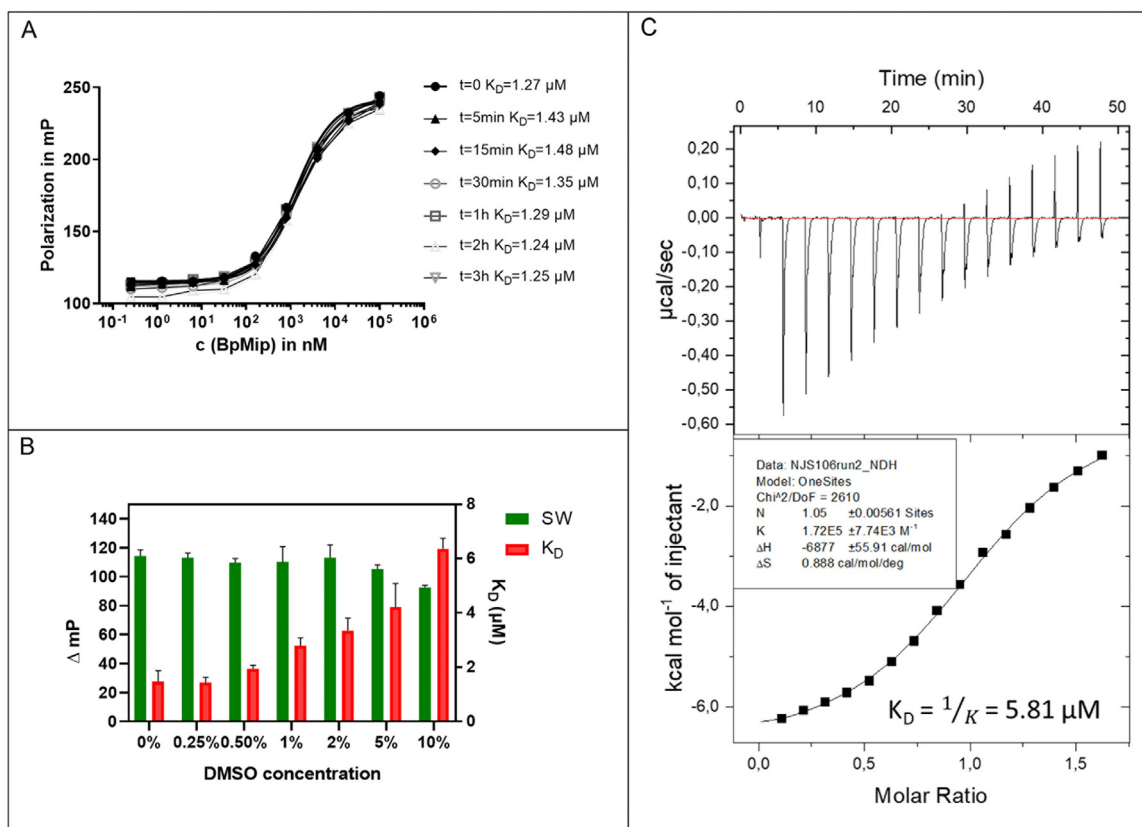 A
Polarization in mP
250
200
150
100
10-1 100 101 102 103 104 105 106
c (BpMip) in nM
t=0 KD=1.27 µM
t=5min KD=1.43 µM
t=15min KD=1.48 µM
t=30min KD=1.35 µM
t=1h KD=1.29 µM
t=2h KD=1.24 µM
t=3h KD=1.25 µM
B
Δ mP
140
120
100
80
60
40
20
0
8
6
4
2
0
KD (µM)
SW
KD
0% 0.25% 0.50% 1% 2% 5% 10%
DMSO concentration
C
Time (min)
0 10 20 30 40 50
µcal/sec
0,20
0,10
0,00
-0,10
-0,20
-0,30
-0,40
-0,50
-0,60
kcal mol-1 of injectant
-2,0
-4,0
-6,0
Data: NJS106run2_NDH
Model: OneSites
Chi^2/DoF = 2610
N 1.05 ±0.00561 Sites
K 1.72E5 ±7.74E3 M-1
ΔH -6877 ±55.91 cal/mol
ΔS 0.888 cal/mol/deg
KD = 1/K = 5.81 µM
0,0 0,5 1,0 1,5
Molar Ratio